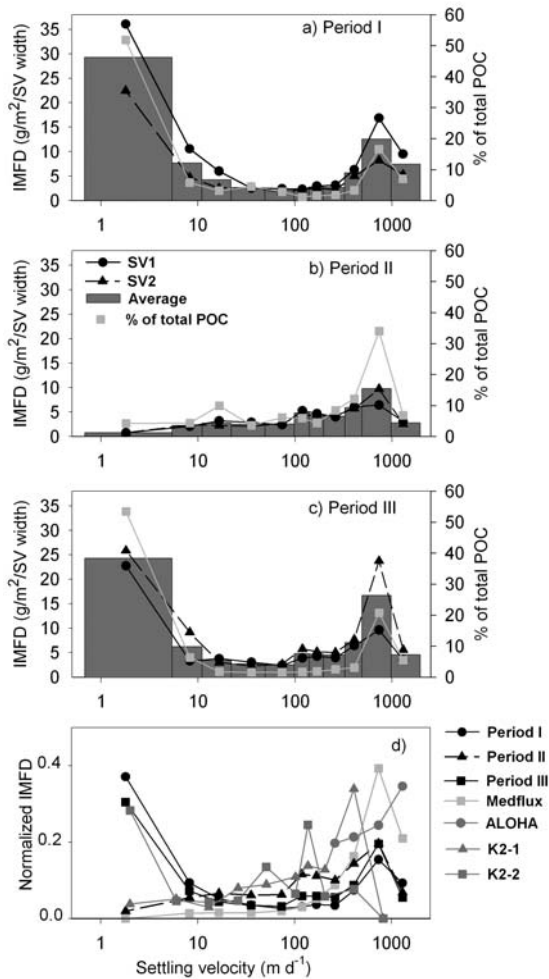 a) Period I
IMFD (g/m²/SV width)
35
30
25
20
15
10
5
0
60
50
40
30
20
10
0
% of total POC
1 10 100 1000
b) Period II
SV1
SV2
Average
% of total POC
IMFD (g/m²/SV width)
35
30
25
20
15
10
5
0
60
50
40
30
20
10
0
% of total POC
1 10 100 1000
c) Period III
IMFD (g/m²/SV width)
35
30
25
20
15
10
5
0
60
50
40
30
20
10
0
% of total POC
1 10 100 1000
d)
Normalized IMFD
0.4
0.2
0.0
1 10 100 1000
Settling velocity (m d⁻¹)
Period I
Period II
Period III
Medflux
ALOHA
K2-1
K2-2